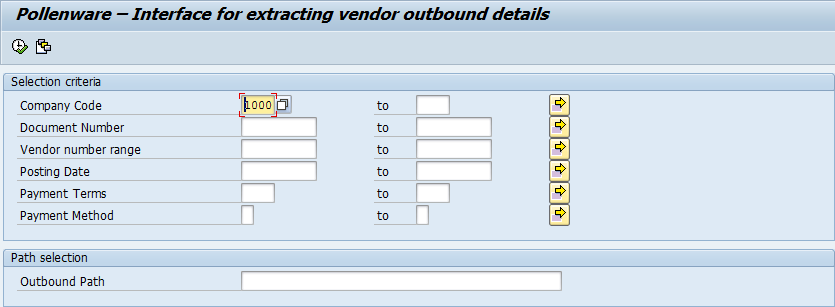 Pollenware – Interface for extracting vendor outbound details
Selection criteria
Company Code 1000 to
Document Number to
Vendor number range to
Posting Date to
Payment Terms to
Payment Method to
Path selection
Outbound Path